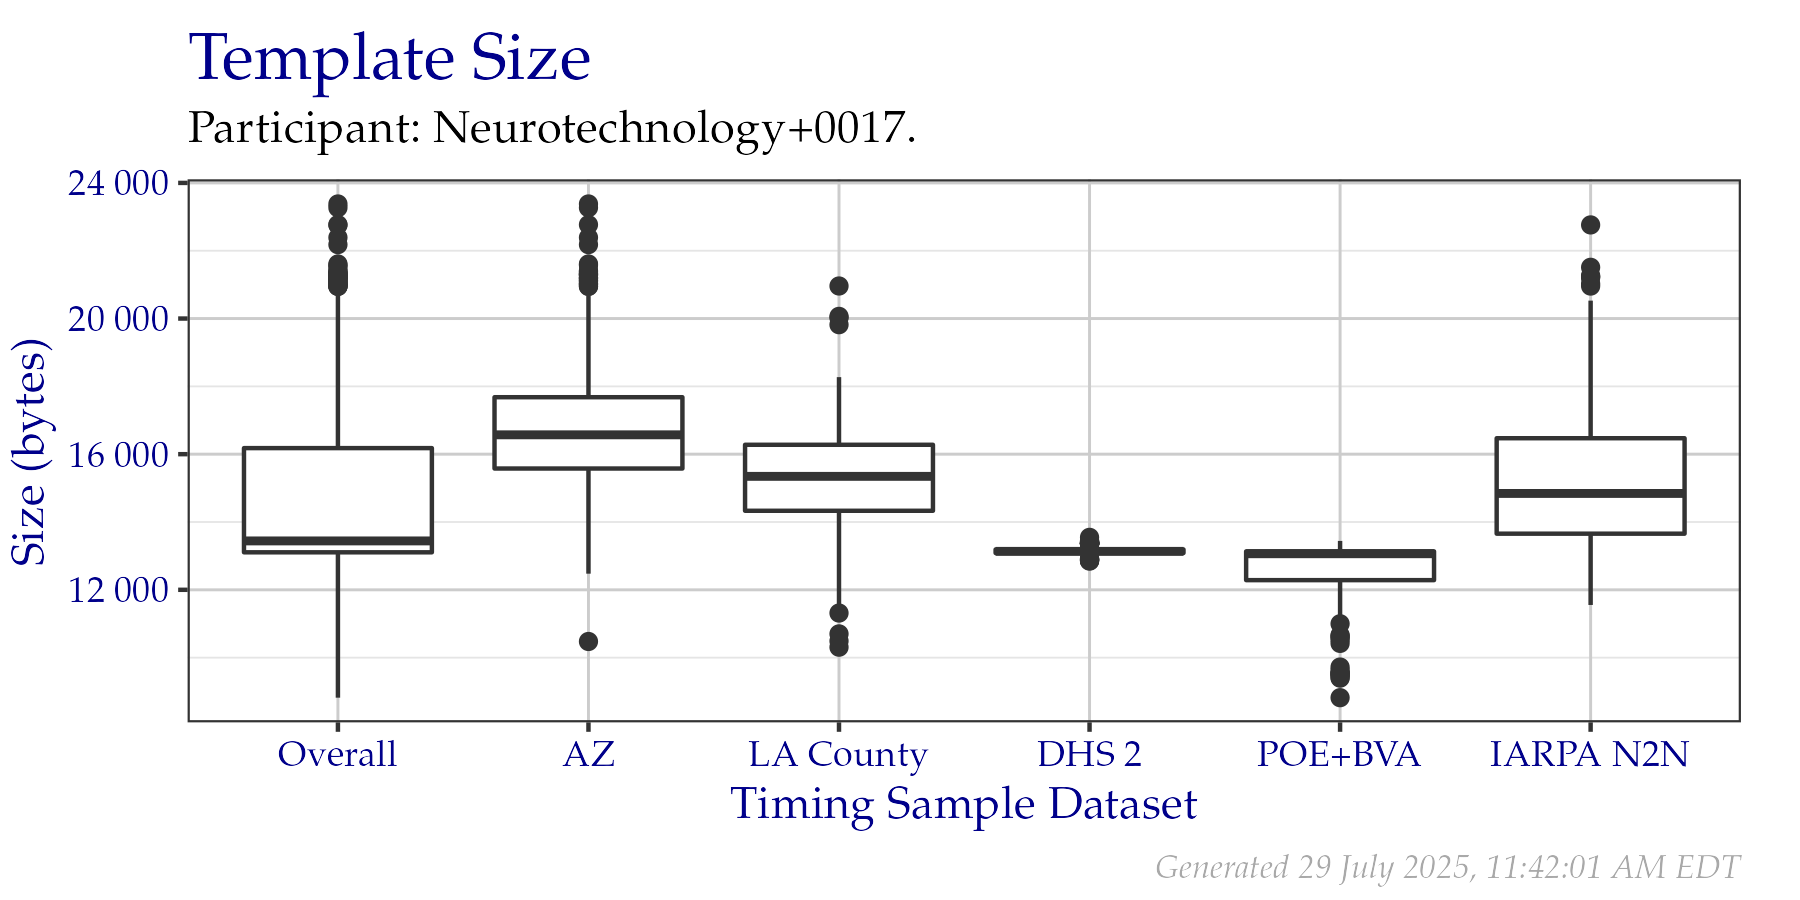 Template Size
Participant: Neurotechnology+0017.
24 000
20 000
16 000
12 000
Size (bytes)
Overall
AZ
LA County
DHS 2
POE+BVA
IARPA N2N
Timing Sample Dataset
Generated 29 July 2025, 11:42:01 AM EDT